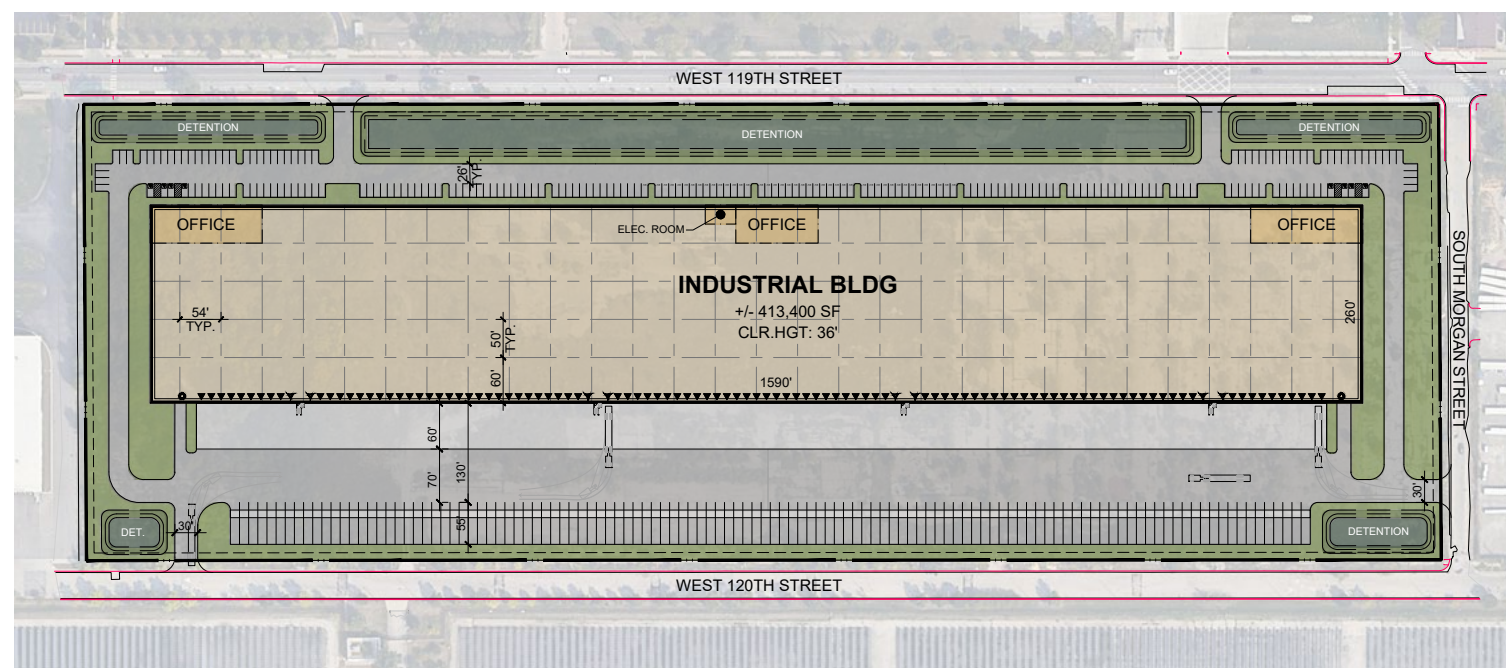 WEST 119TH STREET
DETENTION
DETENTION
DETENTION
26'
TYP.
OFFICE
ELEC. ROOM
OFFICE
OFFICE
INDUSTRIAL BLDG
+/- 413,400 SF
CLR.HGT: 36'
54'
TYP.
50'
TYP.
60'
1590'
260'
SOUTH MORGAN STREET
60'
70'
130'
55'
30'
30'
DET.
DETENTION
WEST 120TH STREET